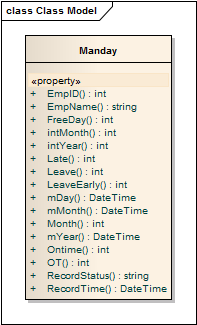 class Class Model
Manday
«property»
+ EmpID() : int
+ EmpName() : string
+ FreeDay() : int
+ intMonth() : int
+ intYear() : int
+ Late() : int
+ Leave() : int
+ LeaveEarly() : int
+ mDay() : DateTime
+ mMonth() : DateTime
+ Month() : int
+ mYear() : DateTime
+ Ontime() : int
+ OT() : int
+ RecordStatus() : string
+ RecordTime() : DateTime